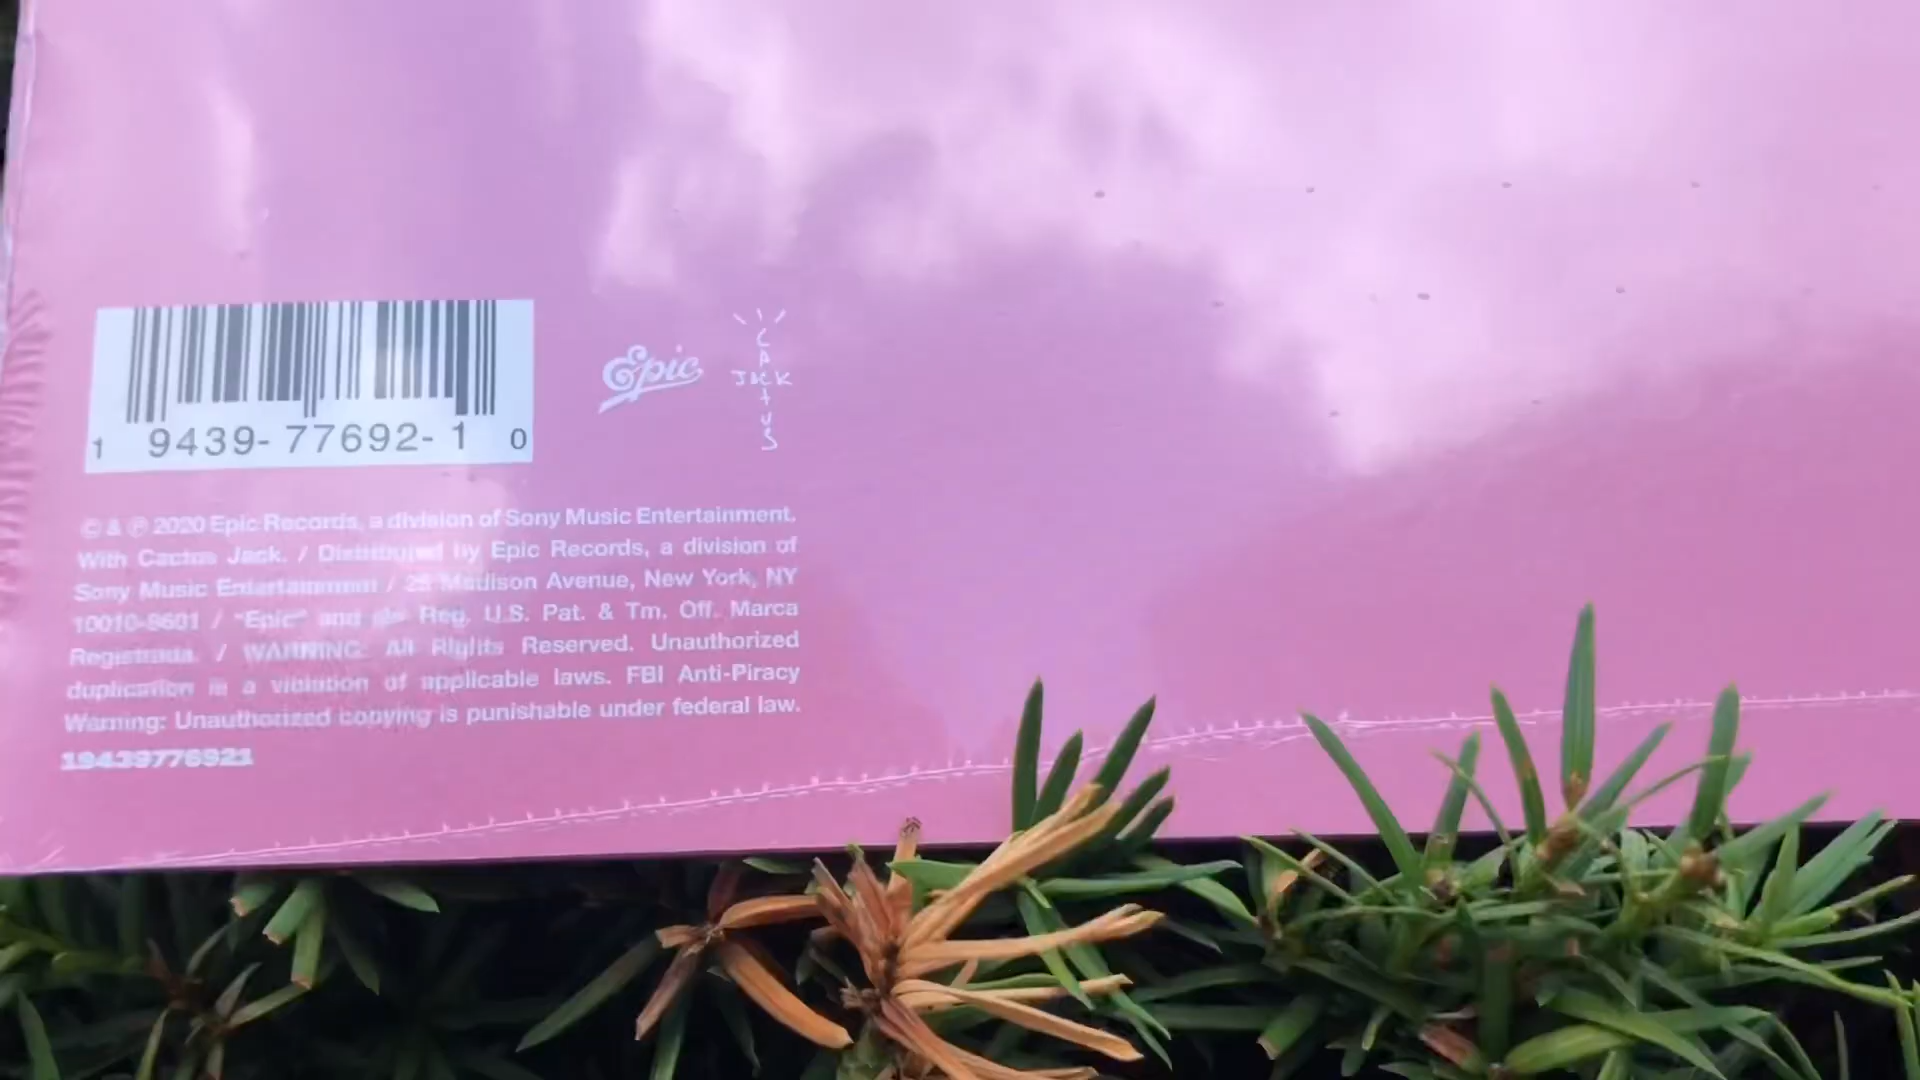 1 9439-77692-1 0
Epic
CACTUS
JACK
© & ℗ 2020 Epic Records, a division of Sony Music Entertainment.
With Cactus Jack. / Distributed by Epic Records, a division of
Sony Music Entertainment / 25 Madison Avenue, New York, NY
10010-8601 / "Epic" and Reg. U.S. Pat. & Tm. Off. Marca
Registrada. / WARNING: All Rights Reserved. Unauthorized
duplication is a violation of applicable laws. FBI Anti-Piracy
Warning: Unauthorized copying is punishable under federal law.
19439776921